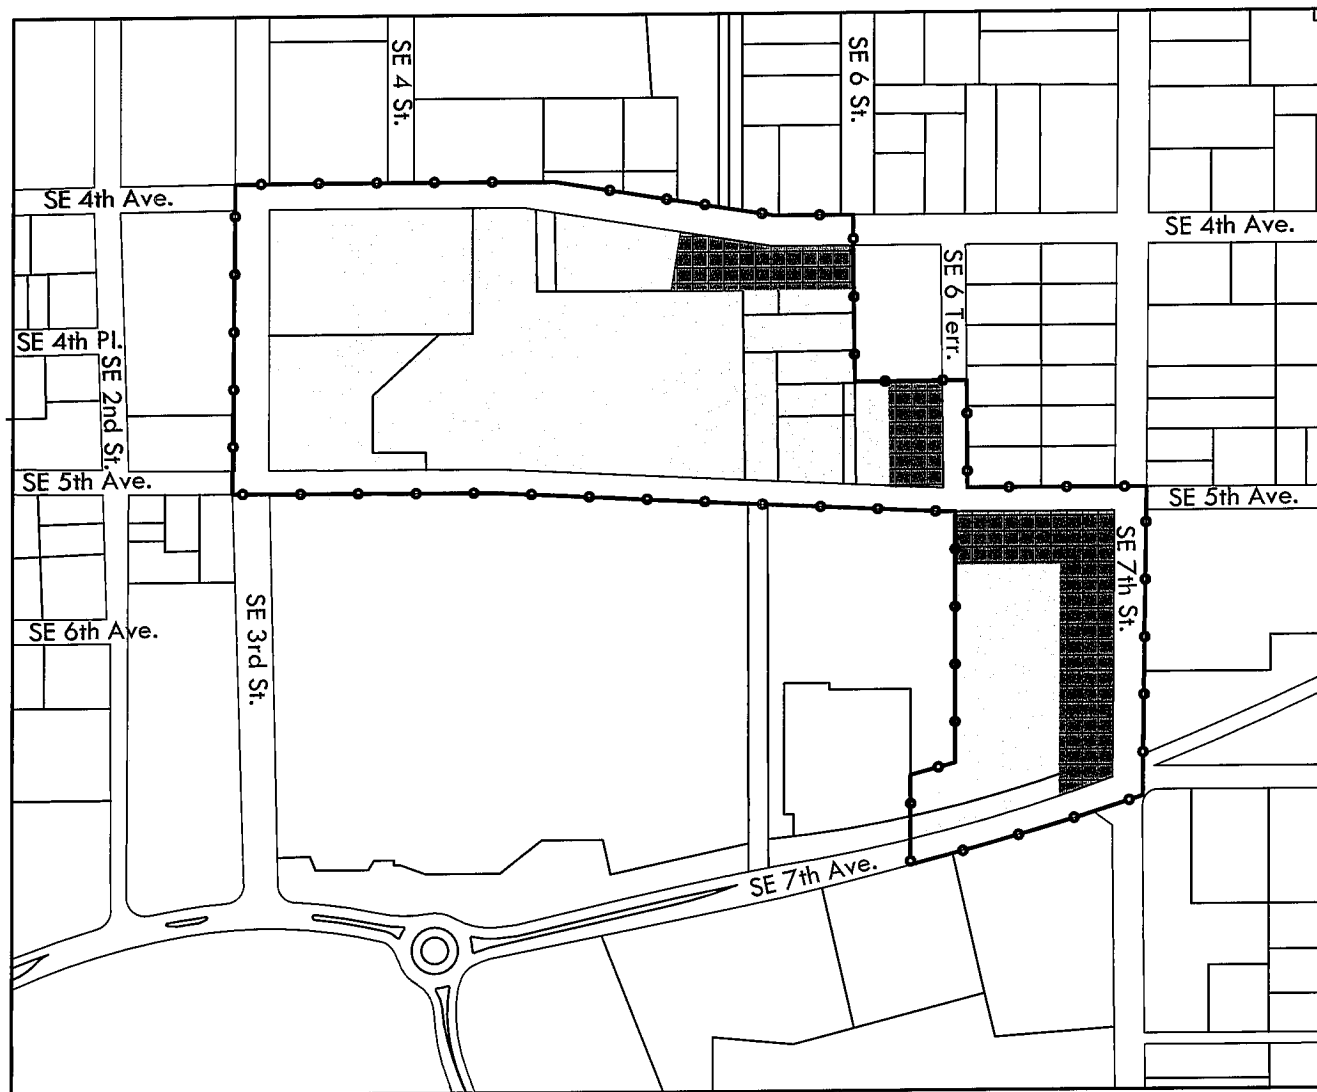 SE 4 St.
SE 6 St.
SE 4th Ave.
SE 4th Ave.
SE 6 Terr.
SE 4th Pl.
SE 2nd St.
SE 5th Ave.
SE 5th Ave.
SE 7th St.
SE 3rd St.
SE 6th Ave.
SE 7th Ave.